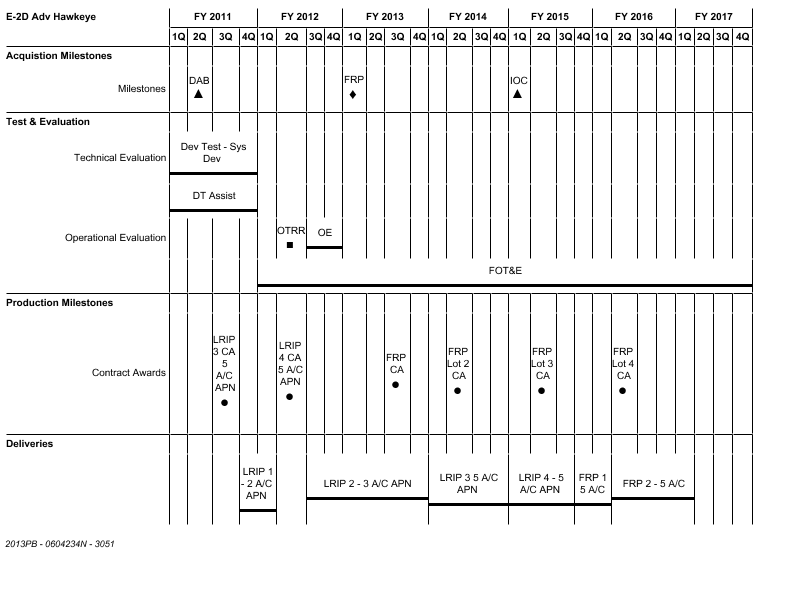 E-2D Adv Hawkeye FY 2011 FY 2012 FY 2013 FY 2014 FY 2015 FY 2016 FY 2017
1Q 2Q 3Q 4Q 1Q 2Q 3Q 4Q 1Q 2Q 3Q 4Q 1Q 2Q 3Q 4Q 1Q 2Q 3Q 4Q 1Q 2Q 3Q 4Q 1Q 2Q 3Q 4Q
Acquistion Milestones
Milestones
DAB
FRP
IOC
Test & Evaluation
Technical Evaluation
Dev Test - Sys
Dev
DT Assist
Operational Evaluation
OTRR
OE
FOT&E
Production Milestones
Contract Awards
LRIP
3 CA
5
A/C
APN
LRIP
4 CA
5 A/C
APN
FRP
CA
FRP
Lot 2
CA
FRP
Lot 3
CA
FRP
Lot 4
CA
Deliveries
LRIP 1
- 2 A/C
APN
LRIP 2 - 3 A/C APN
LRIP 3 5 A/C
APN
LRIP 4 - 5
A/C APN
FRP 1
5 A/C
FRP 2 - 5 A/C
2013PB - 0604234N - 3051